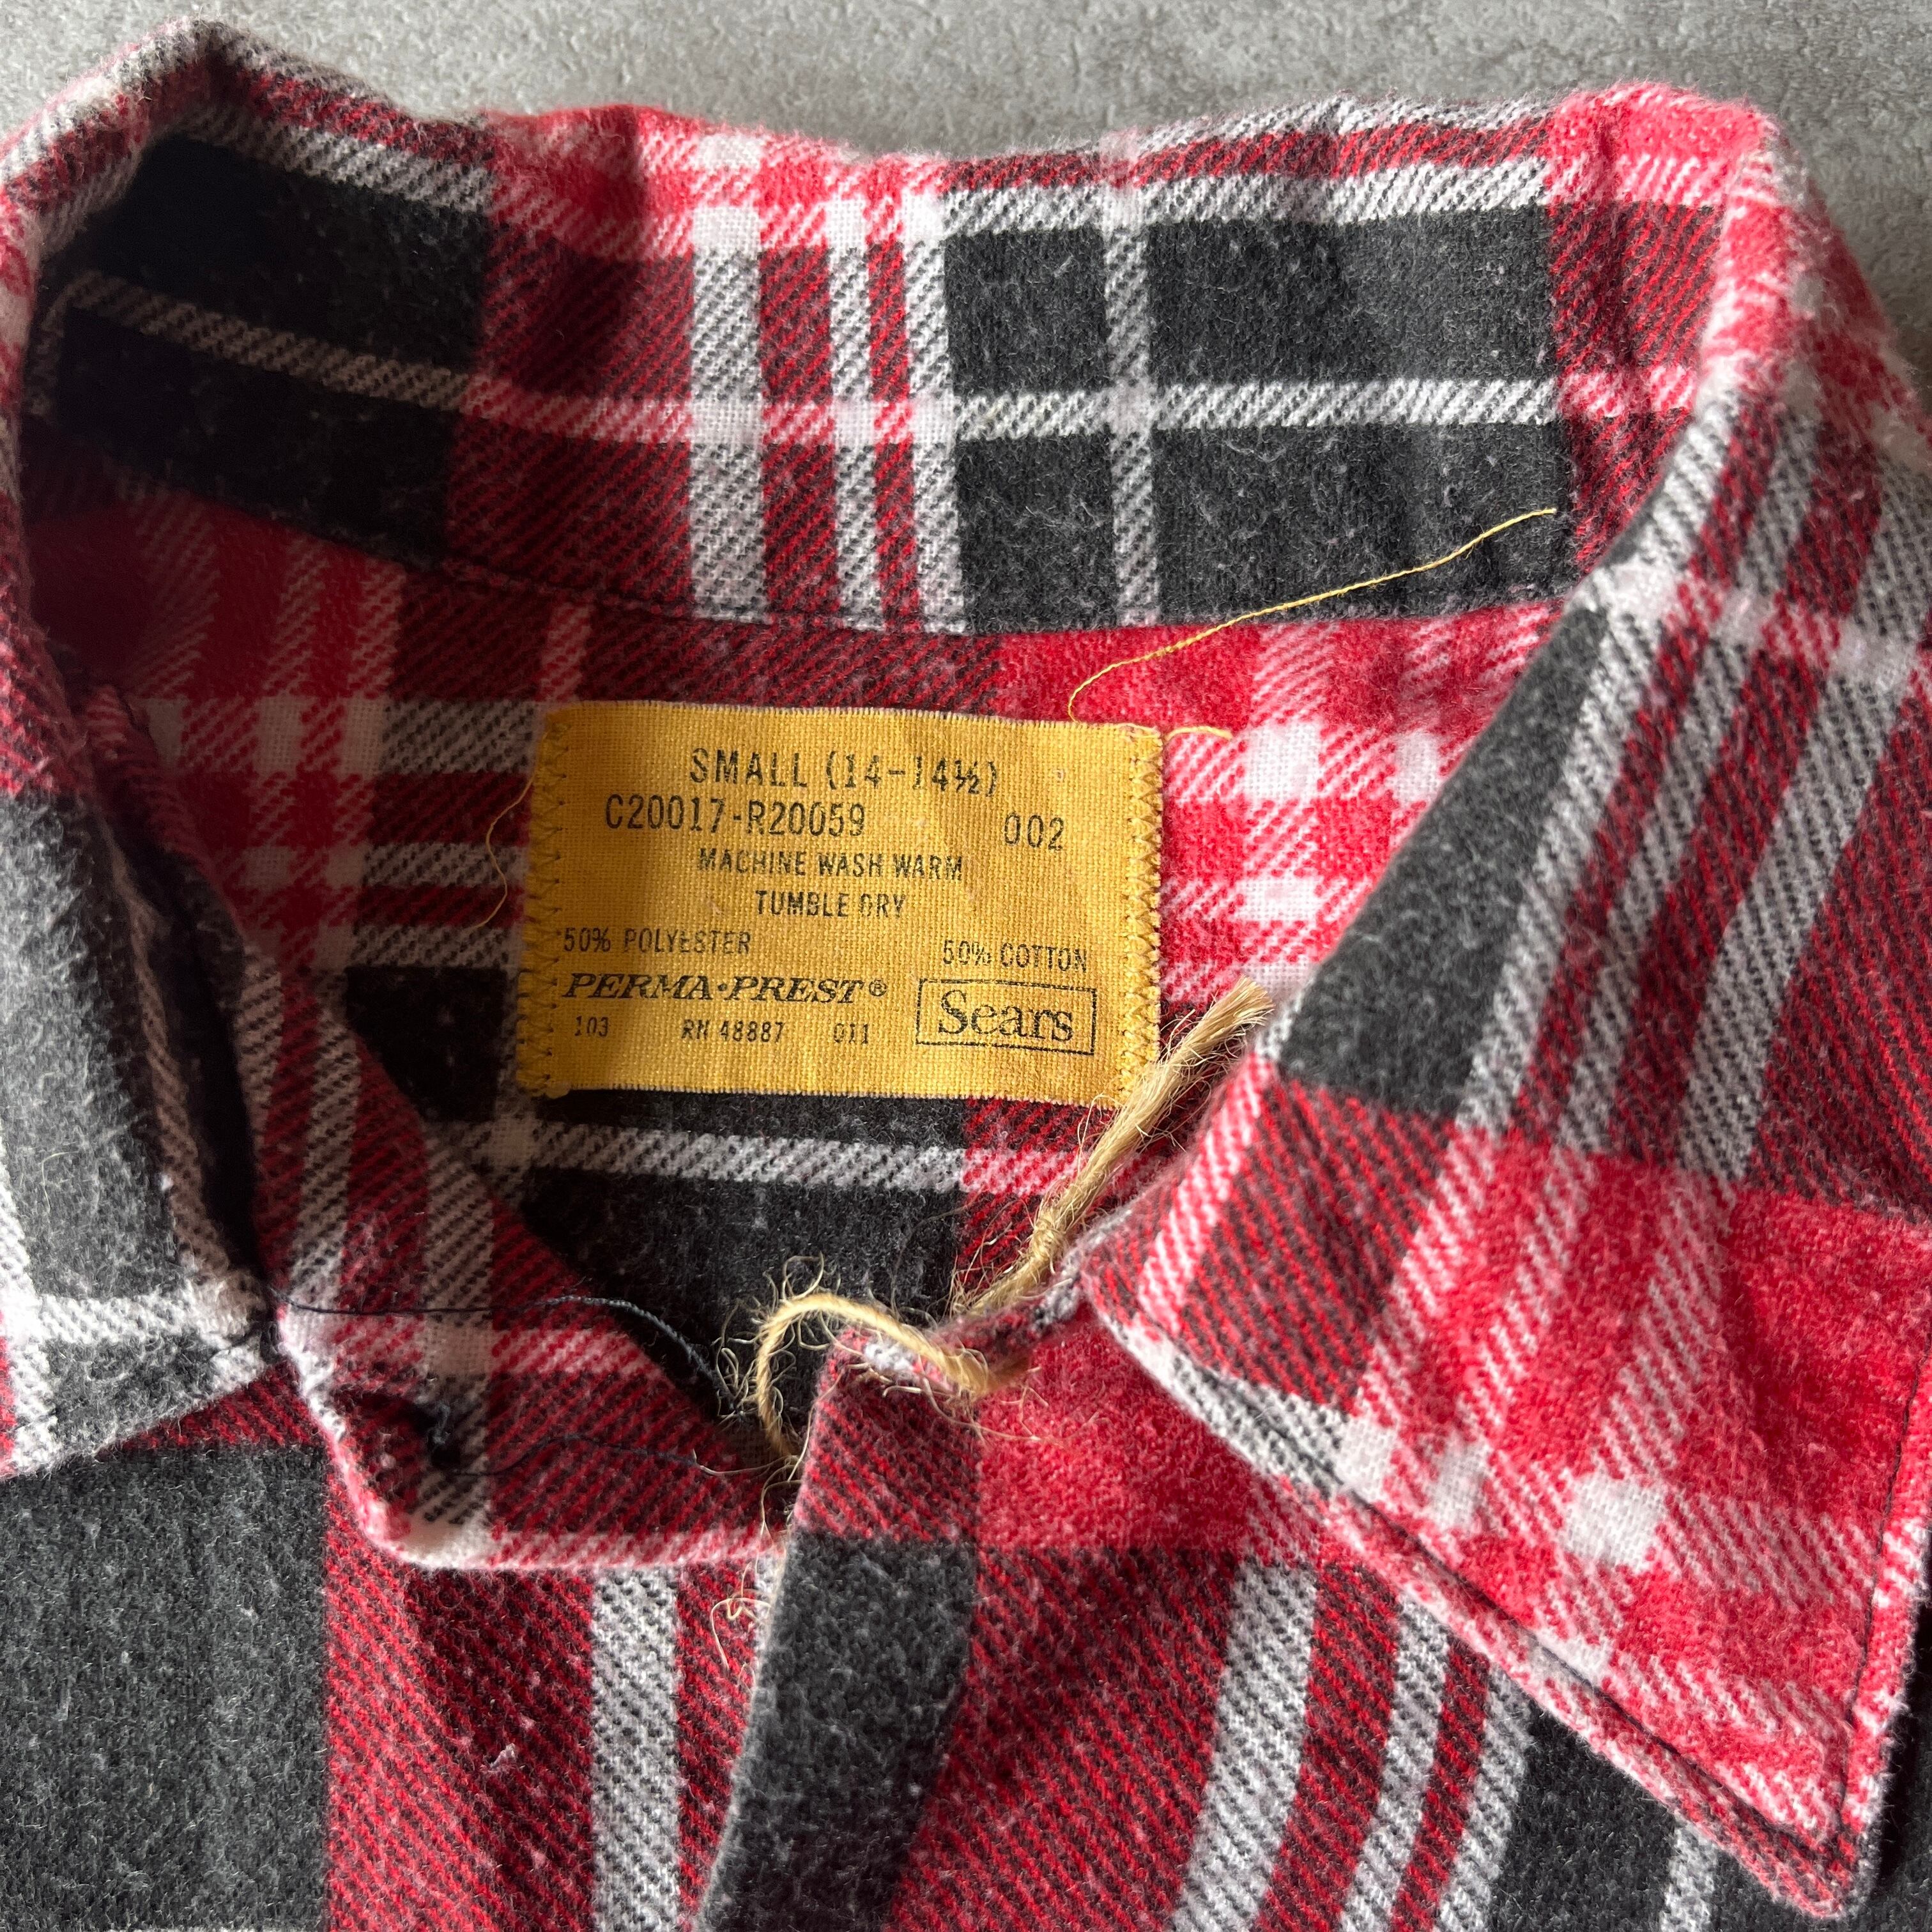 SMALL (14-14½)
C20017-R20059 002
MACHINE WASH WARM
TUMBLE DRY
50% POLYESTER 50% COTTON
PERMA·PREST® Sears
103 RN 48887 011